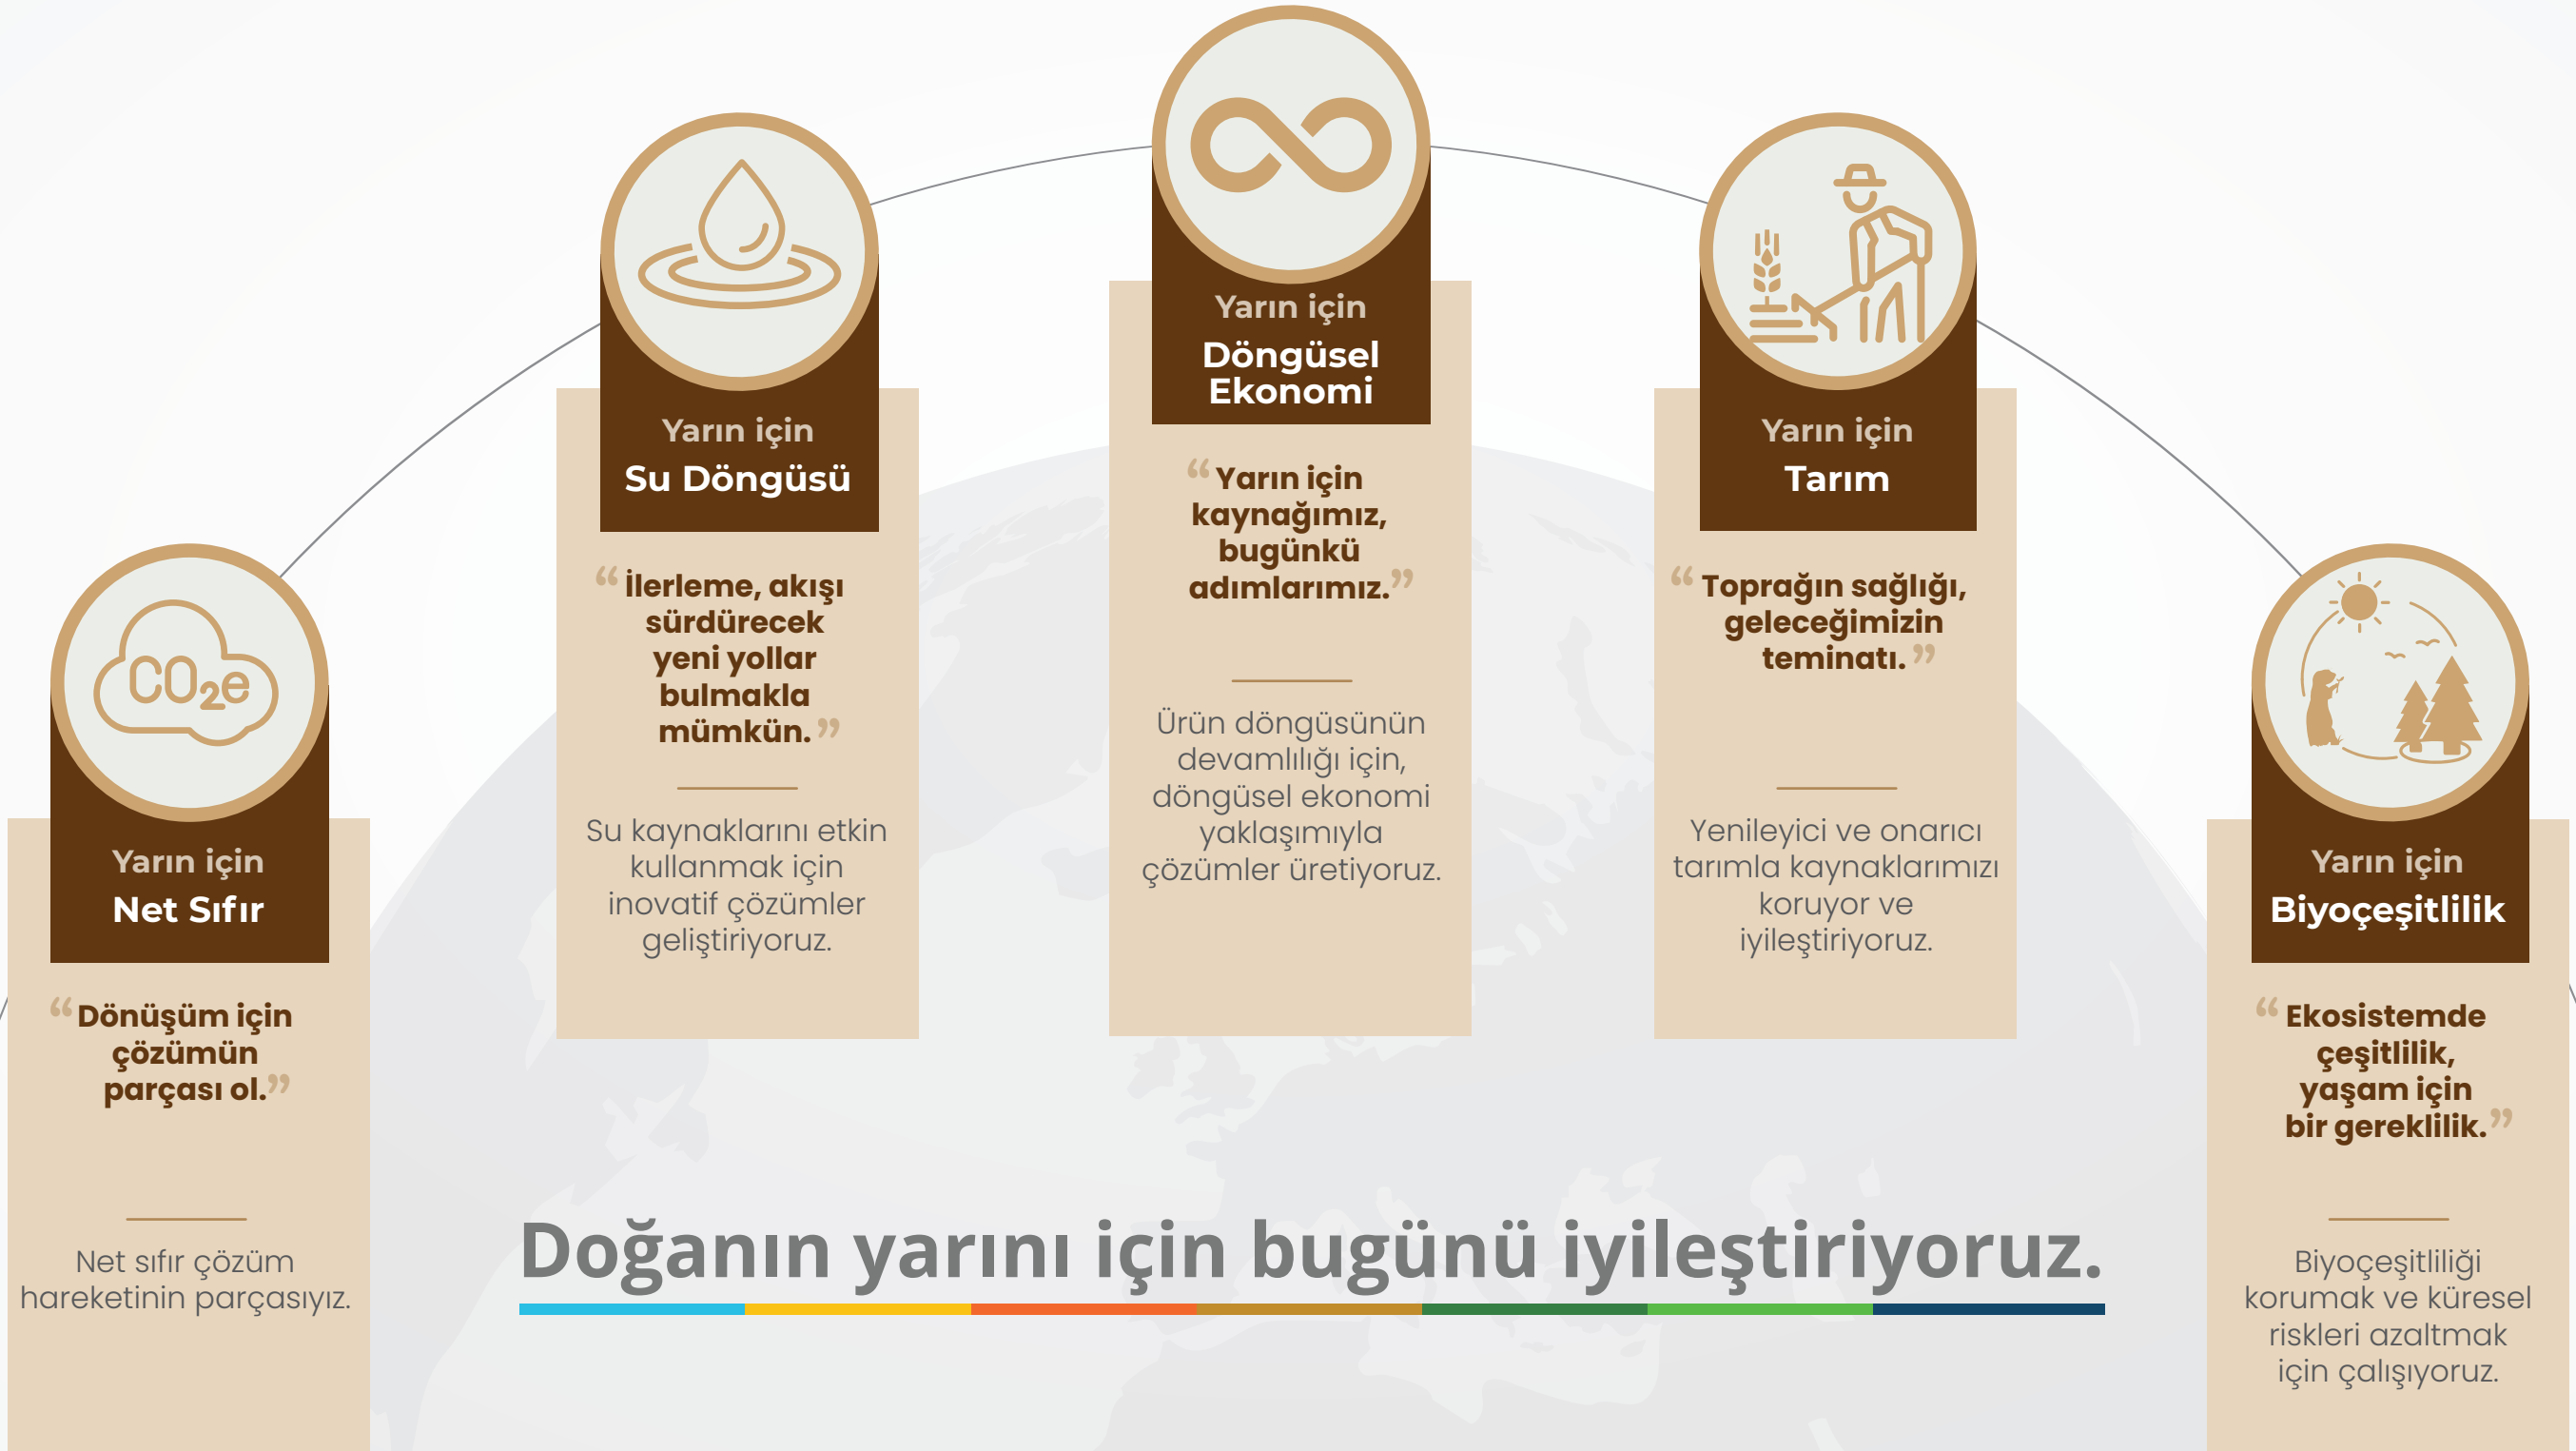 CO2e
Yarın için
Net Sıfır
“Dönüşüm için
çözümün
parçası ol.”
Net sıfır çözüm
hareketinin parçasıyız.
Yarın için
Su Döngüsü
“İlerleme, akışı
sürdürecek
yeni yollar
bulmakla
mümkün.”
Su kaynaklarını etkin
kullanmak için
inovatif çözümler
geliştiriyoruz.
Yarın için
Döngüsel
Ekonomi
“Yarın için
kaynağımız,
bugünkü
adımlarımız.”
Ürün döngüsünün
devamlılığı için,
döngüsel ekonomi
yaklaşımıyla
çözümler üretiyoruz.
Yarın için
Tarım
“Toprağın sağlığı,
geleceğimizin
teminatı.”
Yenileyici ve onarıcı
tarımla kaynaklarımızı
koruyor ve
iyileştiriyoruz.
Yarın için
Biyoçeşitlilik
“Ekosistemde
çeşitlilik,
yaşam için
bir gereklilik.”
Biyoçeşitliliği
korumak ve küresel
riskleri azaltmak
için çalışıyoruz.
Doğanın yarını için bugünü iyileştiriyoruz.